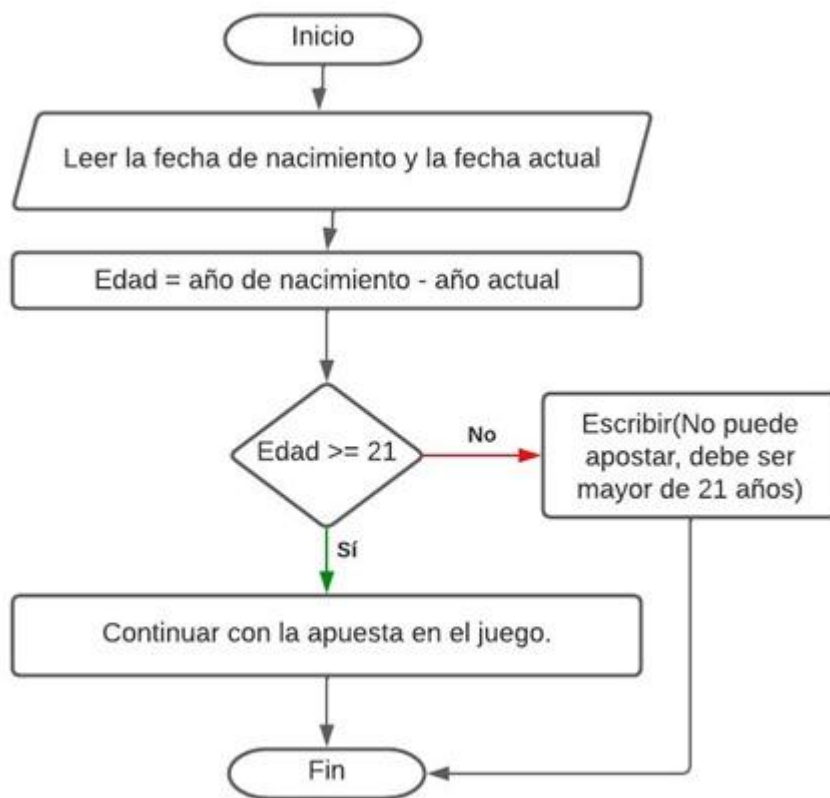 Inicio
Leer la fecha de nacimiento y la fecha actual
Edad = año de nacimiento - año actual
Edad >= 21
No
Escribir(No puede
apostar, debe ser
mayor de 21 años)
Sí
Continuar con la apuesta en el juego.
Fin